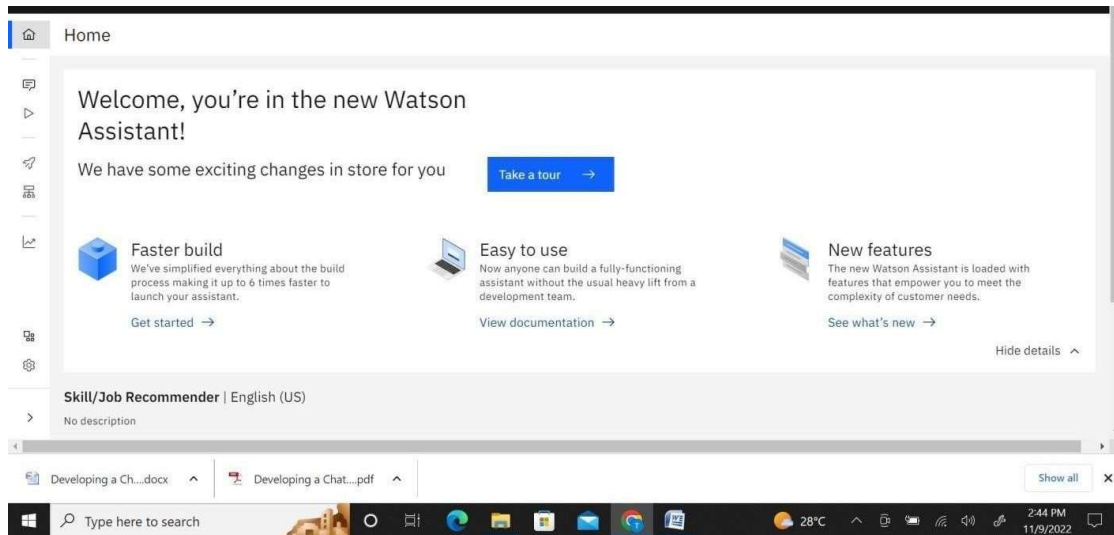 Home
Welcome, you're in the new Watson
Assistant!
We have some exciting changes in store for you
Take a tour →
Faster build
We've simplified everything about the build
process making it up to 6 times faster to
launch your assistant.
Get started →
Easy to use
Now anyone can build a fully-functioning
assistant without the usual heavy lift from a
development team.
View documentation →
New features
The new Watson Assistant is loaded with
features that empower you to meet the
complexity of customer needs.
See what's new →
Hide details
Skill/Job Recommender | English (US)
No description
Developing a Ch....docx
Developing a Chat....pdf
Show all
Type here to search
28°C
2:44 PM
11/9/2022